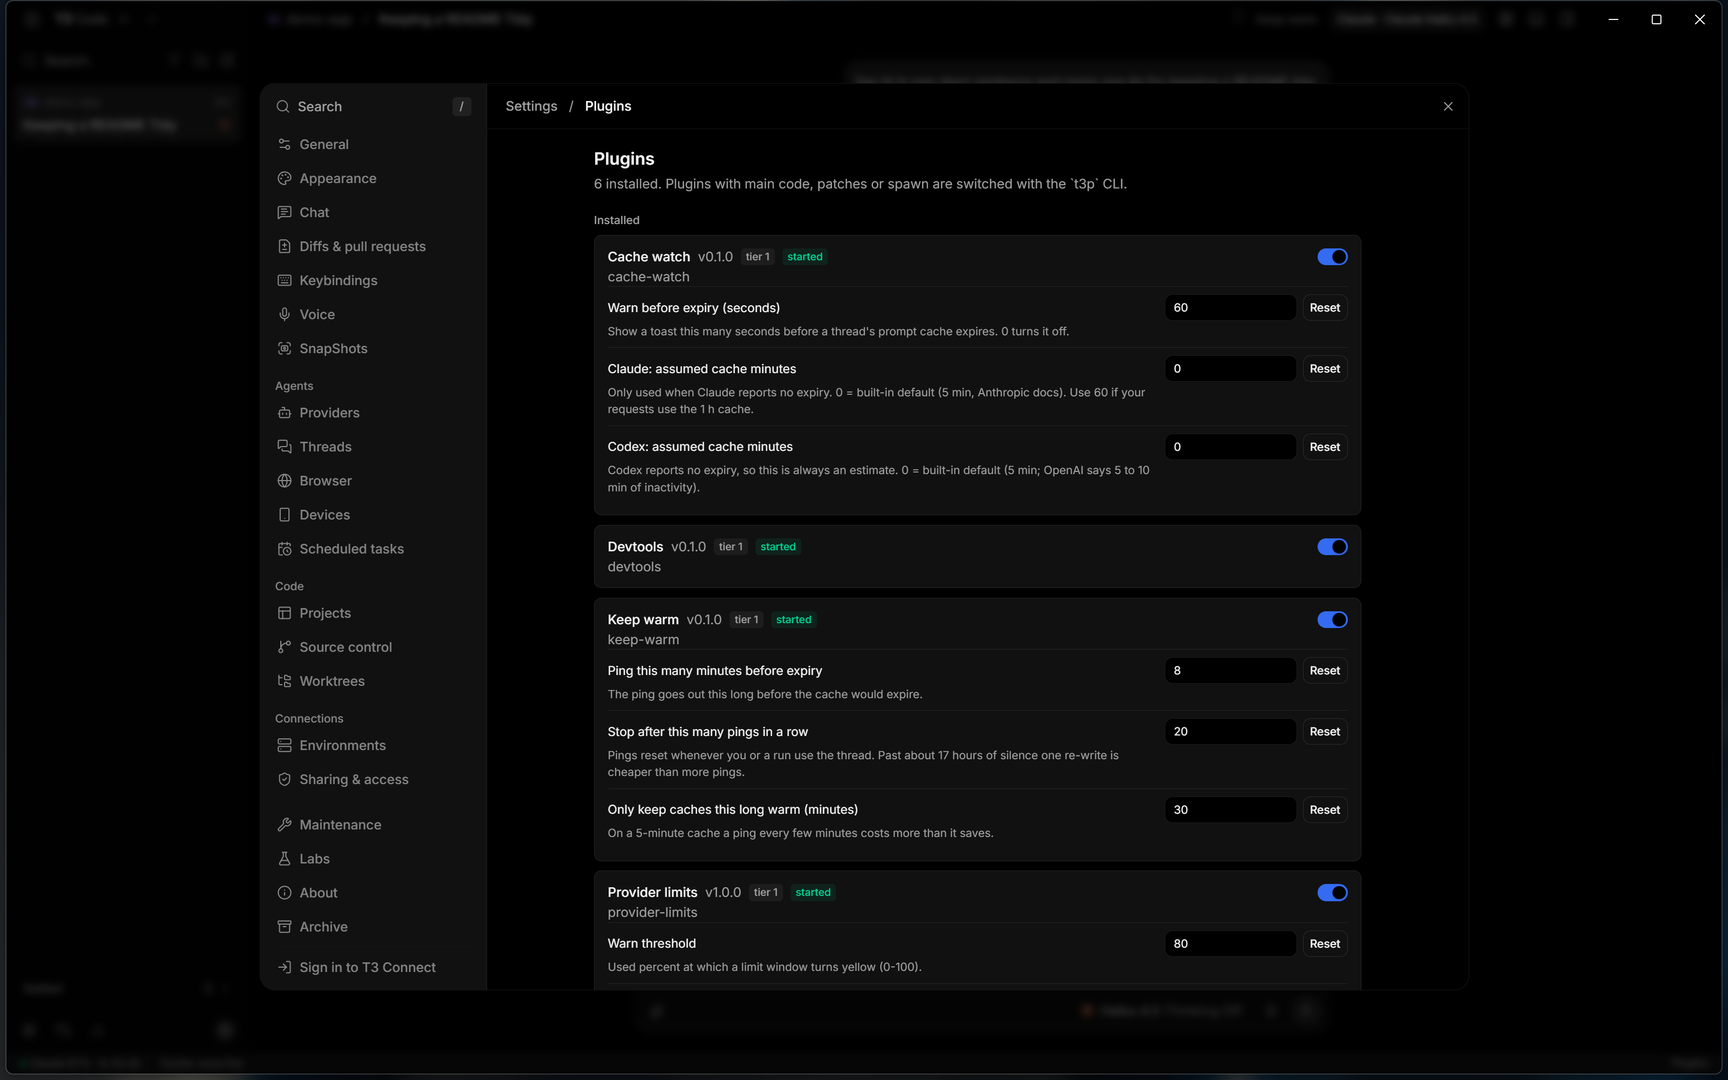 Search /
Settings / Plugins
General
Appearance
Chat
Diffs & pull requests
Keybindings
Voice
SnapShots
Agents
Providers
Threads
Browser
Devices
Scheduled tasks
Code
Projects
Source control
Worktrees
Connections
Environments
Sharing & access
Maintenance
Labs
About
Archive
Sign in to T3 Connect
Plugins
6 installed. Plugins with main code, patches or spawn are switched with the `t3p` CLI.
Installed
Cache watch v0.1.0 tier 1 started
cache-watch
Warn before expiry (seconds) 60 Reset
Show a toast this many seconds before a thread's prompt cache expires. 0 turns it off.
Claude: assumed cache minutes 0 Reset
Only used when Claude reports no expiry. 0 = built-in default (5 min, Anthropic docs). Use 60 if your
requests use the 1 h cache.
Codex: assumed cache minutes 0 Reset
Codex reports no expiry, so this is always an estimate. 0 = built-in default (5 min; OpenAI says 5 to 10
min of inactivity).
Devtools v0.1.0 tier 1 started
devtools
Keep warm v0.1.0 tier 1 started
keep-warm
Ping this many minutes before expiry 8 Reset
The ping goes out this long before the cache would expire.
Stop after this many pings in a row 20 Reset
Pings reset whenever you or a run use the thread. Past about 17 hours of silence one re-write is
cheaper than more pings.
Only keep caches this long warm (minutes) 30 Reset
On a 5-minute cache a ping every few minutes costs more than it saves.
Provider limits v1.0.0 tier 1 started
provider-limits
Warn threshold 80 Reset
Used percent at which a limit window turns yellow (0-100).